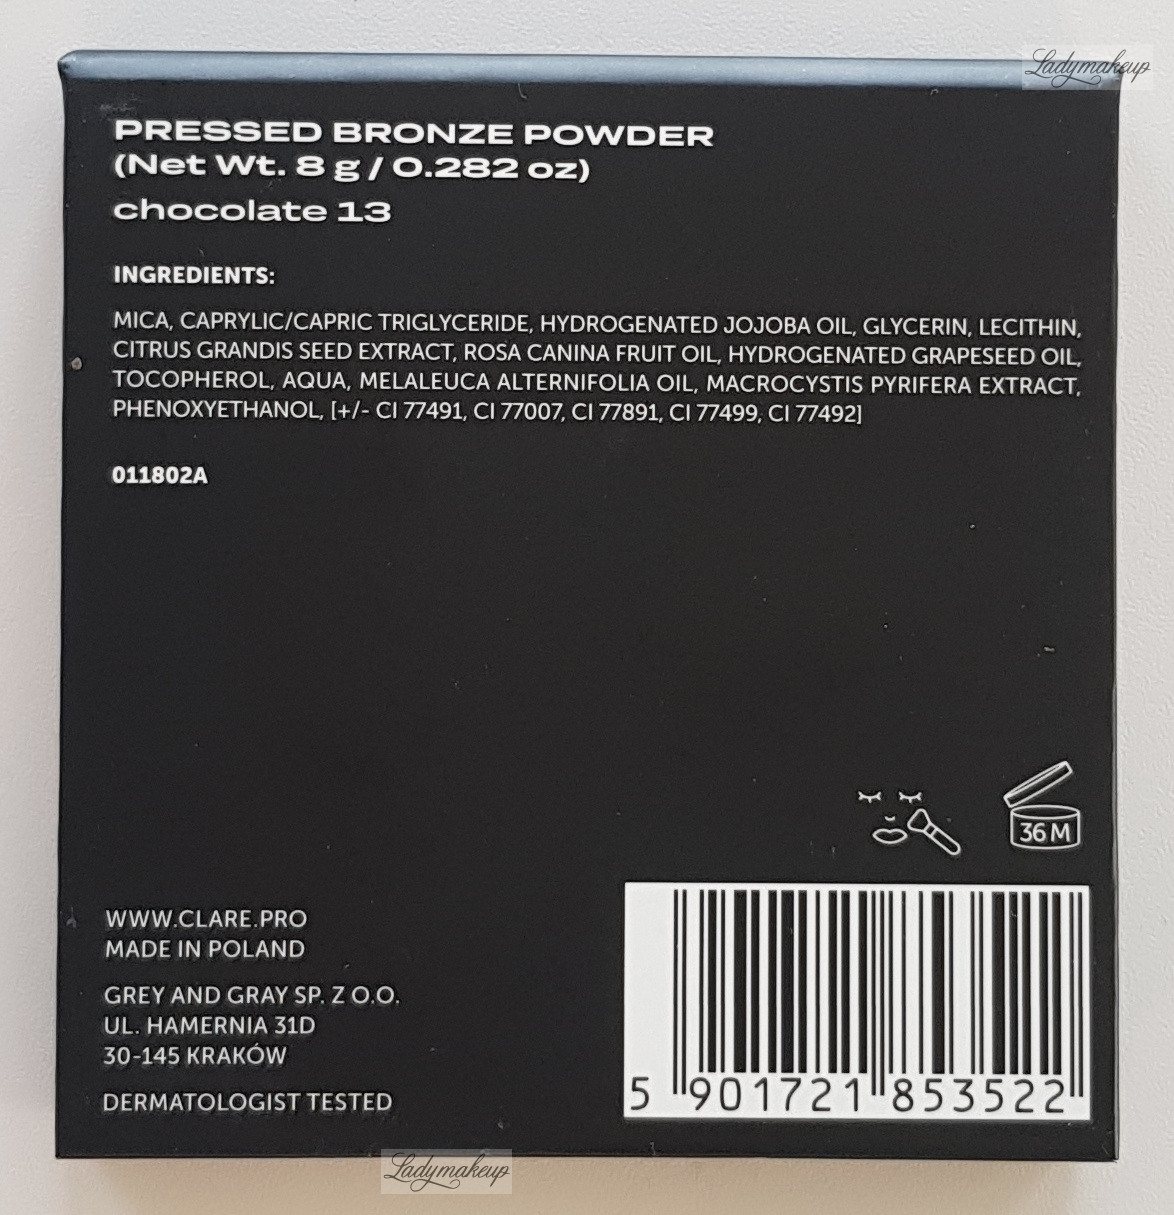 Ladymakeup
PRESSED BRONZE POWDER
(Net Wt. 8 g / 0.282 oz)
chocolate 13
INGREDIENTS:
MICA, CAPRYLIC/CAPRIC TRIGLYCERIDE, HYDROGENATED JOJOBA OIL, GLYCERIN, LECITHIN,
CITRUS GRANDIS SEED EXTRACT, ROSA CANINA FRUIT OIL, HYDROGENATED GRAPESEED OIL,
TOCOPHEROL, AQUA, MELALEUCA ALTERNIFOLIA OIL, MACROCYSTIS PYRIFERA EXTRACT,
PHENOXYETHANOL, [+/- CI 77491, CI 77007, CI 77891, CI 77499, CI 77492]
011802A
36 M
WWW.CLARE.PRO
MADE IN POLAND
GREY AND GRAY SP. Z O.O.
UL. HAMERNIA 31D
30-145 KRAKÓW
DERMATOLOGIST TESTED
5 901721 853522
Ladymakeup